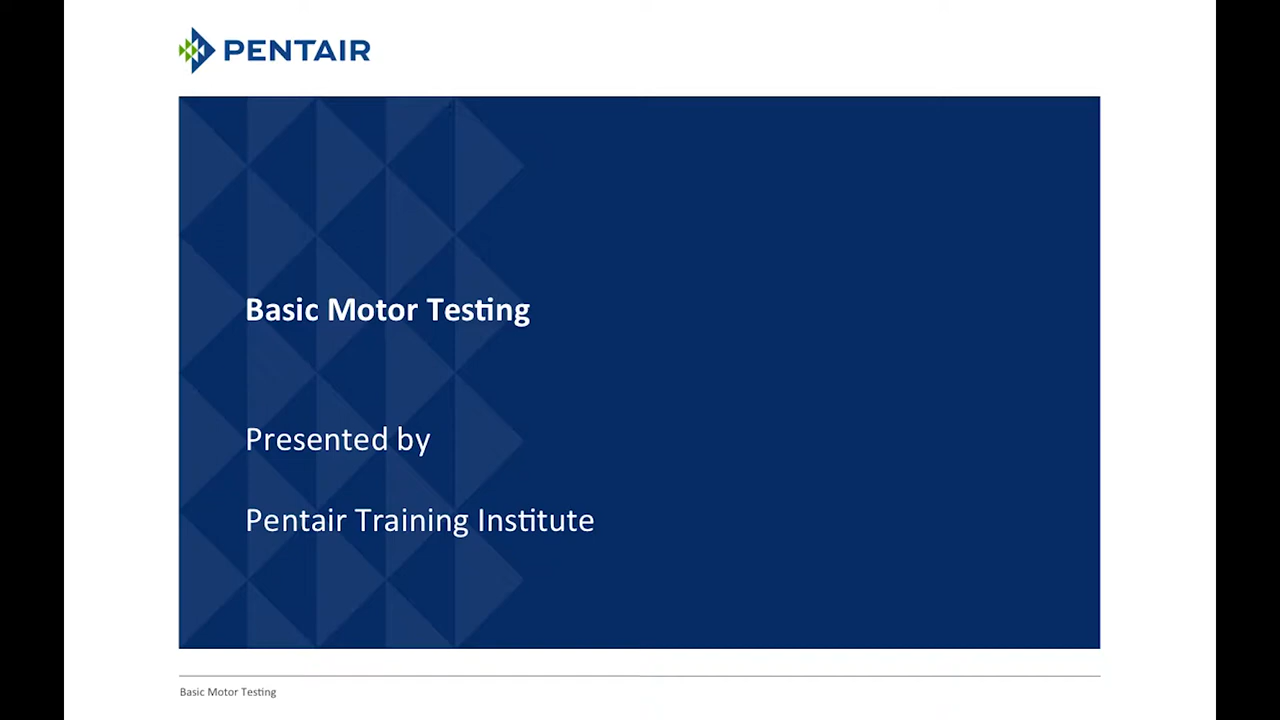 PENTAIR
Basic Motor Testing
Presented by
Pentair Training Institute
Basic Motor Testing